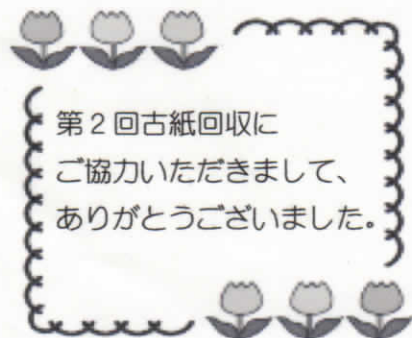 第２回古紙回収に
ご協力いただきまして、
ありがとうございました。